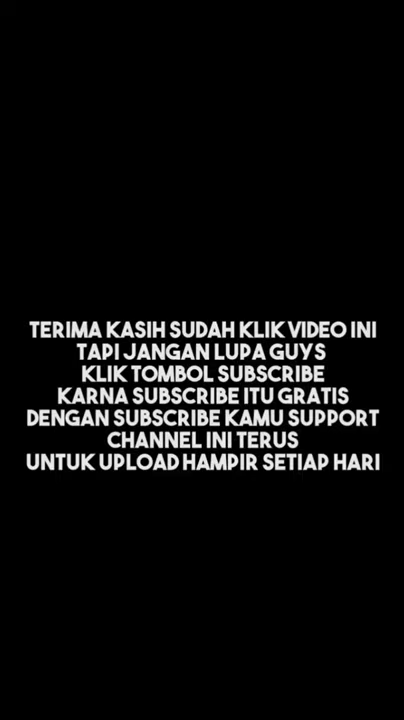 TERIMA KASIH SUDAH KLIK VIDEO INI
TAPI JANGAN LUPA GUYS
KLIK TOMBOL SUBSCRIBE
KARNA SUBSCRIBE ITU GRATIS
DENGAN SUBSCRIBE KAMU SUPPORT
CHANNEL INI TERUS
UNTUK UPLOAD HAMPIR SETIAP HARI